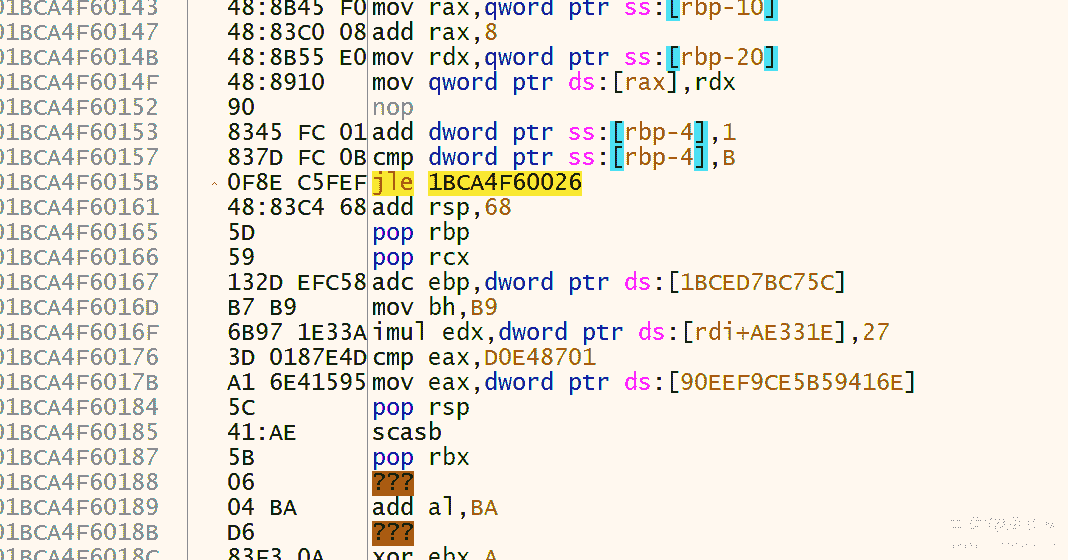 01BCA4F60143 48:8B45 F0 mov rax,qword ptr ss:[rbp-10]
01BCA4F60147 48:83C0 08 add rax,8
01BCA4F6014B 48:8B55 E0 mov rdx,qword ptr ss:[rbp-20]
01BCA4F6014F 48:8910 mov qword ptr ds:[rax],rdx
01BCA4F60152 90 nop
01BCA4F60153 8345 FC 01 add dword ptr ss:[rbp-4],1
01BCA4F60157 837D FC 0B cmp dword ptr ss:[rbp-4],B
01BCA4F6015B 0F8E C5FEF jle 1BCA4F60026
01BCA4F60161 48:83C4 68 add rsp,68
01BCA4F60165 5D pop rbp
01BCA4F60166 59 pop rcx
01BCA4F60167 132D EFC58 adc ebp,dword ptr ds:[1BCED7BC75C]
01BCA4F6016D B7 B9 mov bh,B9
01BCA4F6016F 6B97 1E33A imul edx,dword ptr ds:[rdi+AE331E],27
01BCA4F60176 3D 0187E4D cmp eax,D0E48701
01BCA4F6017B A1 6E41595 mov eax,dword ptr ds:[90EEF9CE5B59416E]
01BCA4F60184 5C pop rsp
01BCA4F60185 41:AE scasb
01BCA4F60187 5B pop rbx
01BCA4F60188 06 ???
01BCA4F60189 04 BA add al,BA
01BCA4F6018B D6 ???
01BCA4F6018C 83F3 0A xor ebx,A